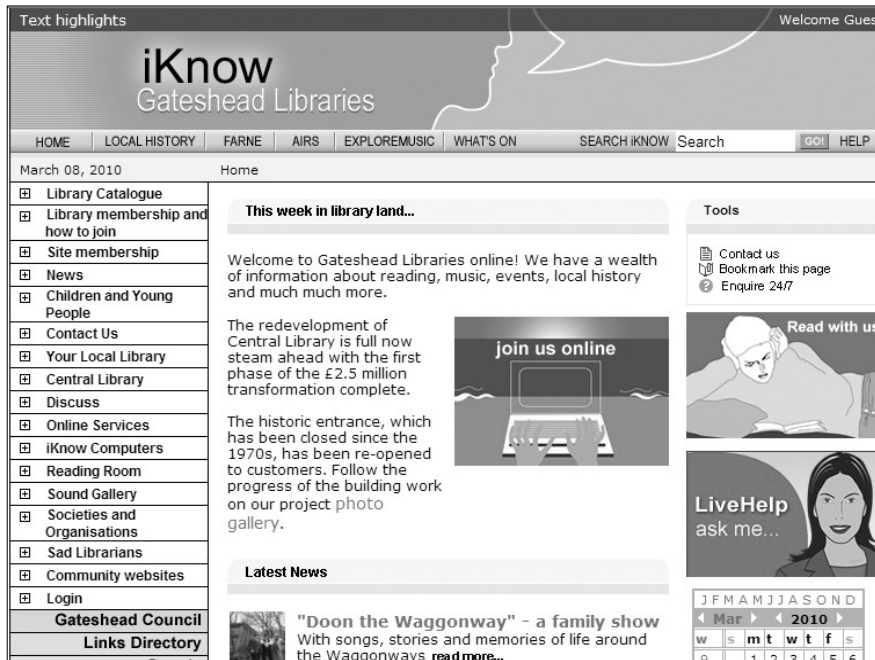 Text highlights
Welcome Gues
iKnow
Gateshead Libraries
HOME LOCAL HISTORY FARNE AIRS EXPLOREMUSIC WHAT'S ON SEARCH iKNOW Search GO! HELP
March 08, 2010 Home
Library Catalogue
Library membership and
how to join
Site membership
News
Children and Young
People
Contact Us
Your Local Library
Central Library
Discuss
Online Services
iKnow Computers
Reading Room
Sound Gallery
Societies and
Organisations
Sad Librarians
Community websites
Login
Gateshead Council
Links Directory
This week in library land...
Welcome to Gateshead Libraries online! We have a wealth
of information about reading, music, events, local history
and much much more.
The redevelopment of
Central Library is full now
steam ahead with the first
phase of the £2.5 million
transformation complete.
The historic entrance, which
has been closed since the
1970s, has been re-opened
to customers. Follow the
progress of the building work
on our project photo
gallery.
join us online
Latest News
"Doon the Waggonway" - a family show
With songs, stories and memories of life around
the Waggonways read more...
Tools
Contact us
Bookmark this page
Enquire 24/7
Read with us
LiveHelp
ask me...
J F M A M J J A S O N D
Mar 2010
w s m t w t f s
9 1 2 3 4 5 6